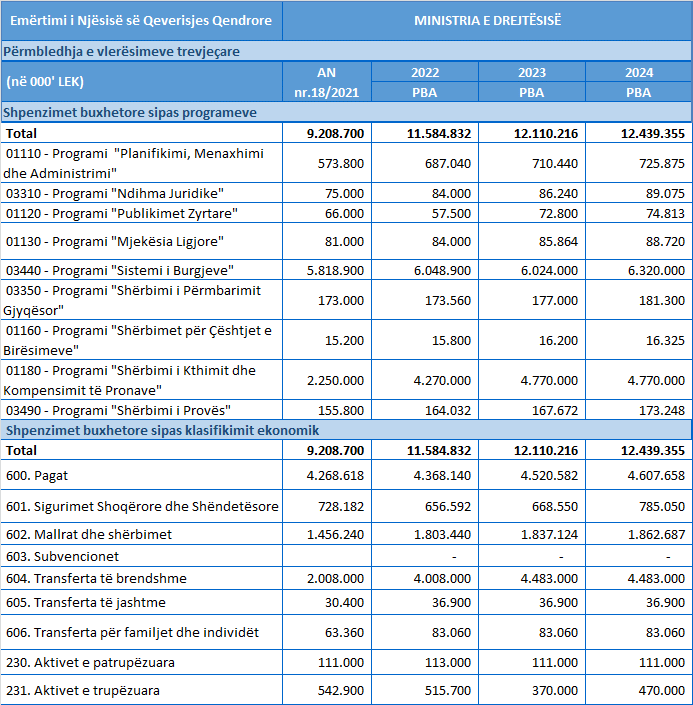 Emërtimi i Njësisë së Qeverisjes Qendrore MINISTRIA E DREJTËSISË
Përmbledhja e vlerësimeve trevjeçare
(në 000' LEK) AN nr.18/2021 2022 PBA 2023 PBA 2024 PBA
Shpenzimet buxhetore sipas programeve
Total 9.208.700 11.584.832 12.110.216 12.439.355
01110 - Programi "Planifikimi, Menaxhimi
dhe Administrimi" 573.800 687.040 710.440 725.875
03310 - Programi "Ndihma Juridike" 75.000 84.000 86.240 89.075
01120 - Programi "Publikimet Zyrtare" 66.000 57.500 72.800 74.813
01130 - Programi "Mjekësia Ligjore" 81.000 84.000 85.864 88.720
03440 - Programi "Sistemi i Burgjeve" 5.818.900 6.048.900 6.024.000 6.320.000
03350 - Programi "Shërbimi i Përmbarimit
Gjyqësor" 173.000 173.560 177.000 181.300
01160 - Programi "Shërbimet për Çështjet e
Birësimeve" 15.200 15.800 16.200 16.325
01180 - Programi "Shërbimi i Kthimit dhe
Kompensimit të Pronave" 2.250.000 4.270.000 4.770.000 4.770.000
03490 - Programi "Shërbimi i Provës" 155.800 164.032 167.672 173.248
Shpenzimet buxhetore sipas klasifikimit ekonomik
Total 9.208.700 11.584.832 12.110.216 12.439.355
600. Pagat 4.268.618 4.368.140 4.520.582 4.607.658
601. Sigurimet Shoqërore dhe Shëndetësore 728.182 656.592 668.550 785.050
602. Mallrat dhe shërbimet 1.456.240 1.803.440 1.837.124 1.862.687
603. Subvencionet - - -
604. Transferta të brendshme 2.008.000 4.008.000 4.483.000 4.483.000
605. Transferta të jashtme 30.400 36.900 36.900 36.900
606. Transferta për familjet dhe individët 63.360 83.060 83.060 83.060
230. Aktivet e patrupëzuara 111.000 113.000 111.000 111.000
231. Aktivet e trupëzuara 542.900 515.700 370.000 470.000